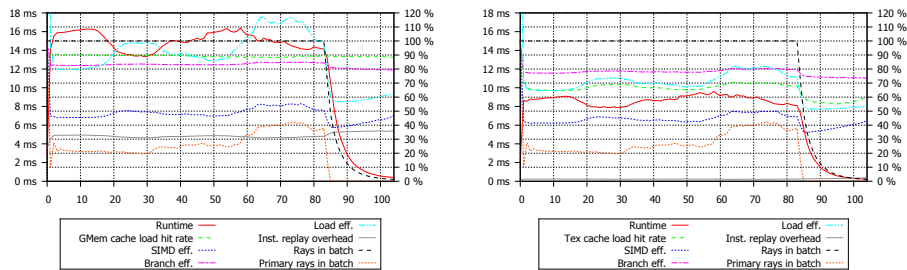 18 ms 120 %
16 ms 110 %
100 %
14 ms 90 %
12 ms 80 %
10 ms 70 %
8 ms 60 %
50 %
6 ms 40 %
4 ms 30 %
2 ms 20 %
10 %
0 ms 0 %
0 10 20 30 40 50 60 70 80 90 100
Runtime Load eff.
GMem cache load hit rate Inst. replay overhead
SIMD eff. Rays in batch
Branch eff. Primary rays in batch
18 ms 120 %
16 ms 110 %
100 %
14 ms 90 %
12 ms 80 %
10 ms 70 %
8 ms 60 %
50 %
6 ms 40 %
4 ms 30 %
2 ms 20 %
10 %
0 ms 0 %
0 10 20 30 40 50 60 70 80 90 100
Runtime Load eff.
Tex cache load hit rate Inst. replay overhead
SIMD eff. Rays in batch
Branch eff. Primary rays in batch